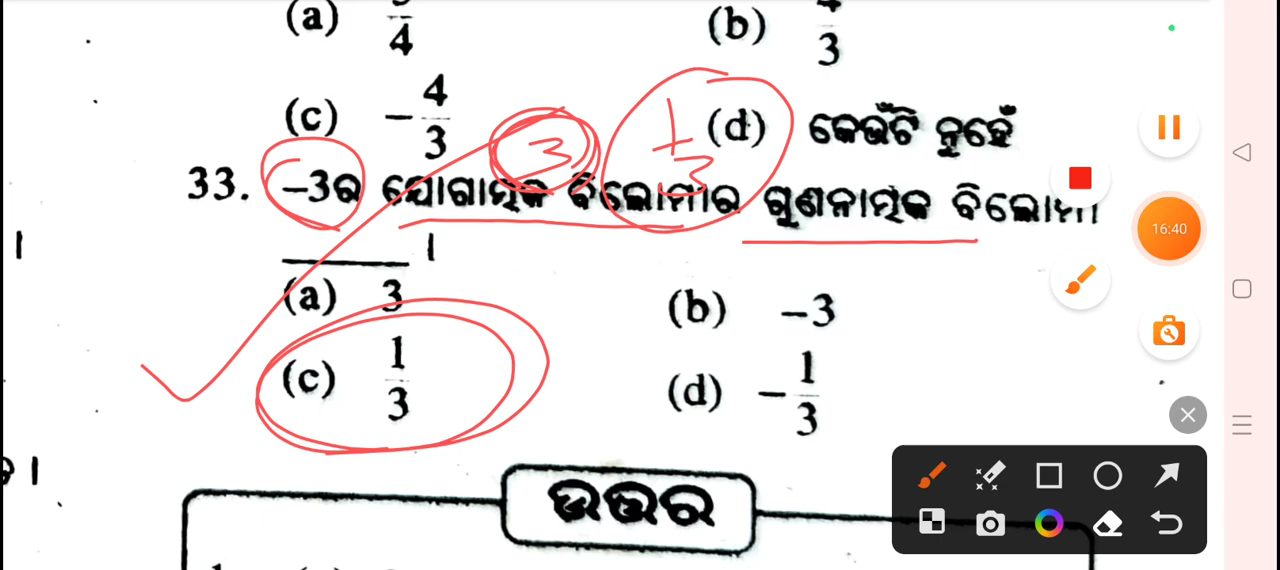 (a) 4
(b) 3
(c) -4/3 (d) କେଉଁଟି ନୁହେଁ
3 1/3
33. -3ର ଯୋଗାତ୍ମକ ବିଲୋମୀର ଗୁଣନାତ୍ମକ ବିଲୋମୀ
______ ।
(a) 3 (b) -3
(c) 1/3 (d) -1/3
।
ଉତ୍ତର
16:40